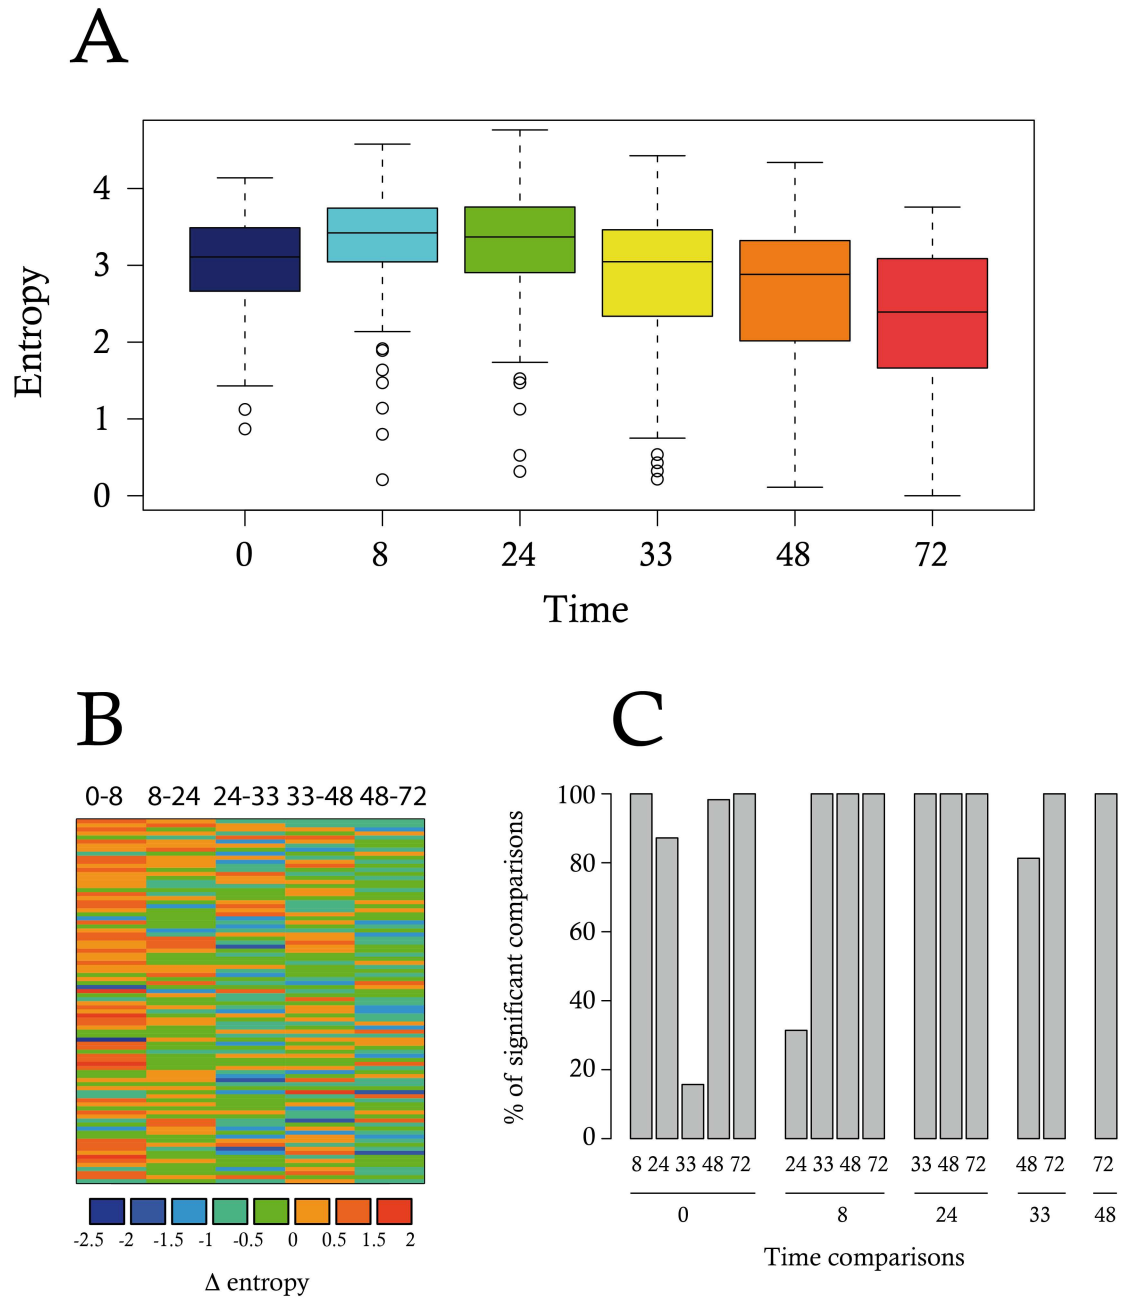 A
Entropy
4
3
2
1
0
0 8 24 33 48 72
Time
B
0-8 8-24 24-33 33-48 48-72
-2.5 -2 -1.5 -1 -0.5 0 0.5 1.5 2
Δ entropy
C
% of significant comparisons
100
80
60
40
20
0
8 24 33 48 72 24 33 48 72 33 48 72 48 72 72
0 8 24 33 48
Time comparisons